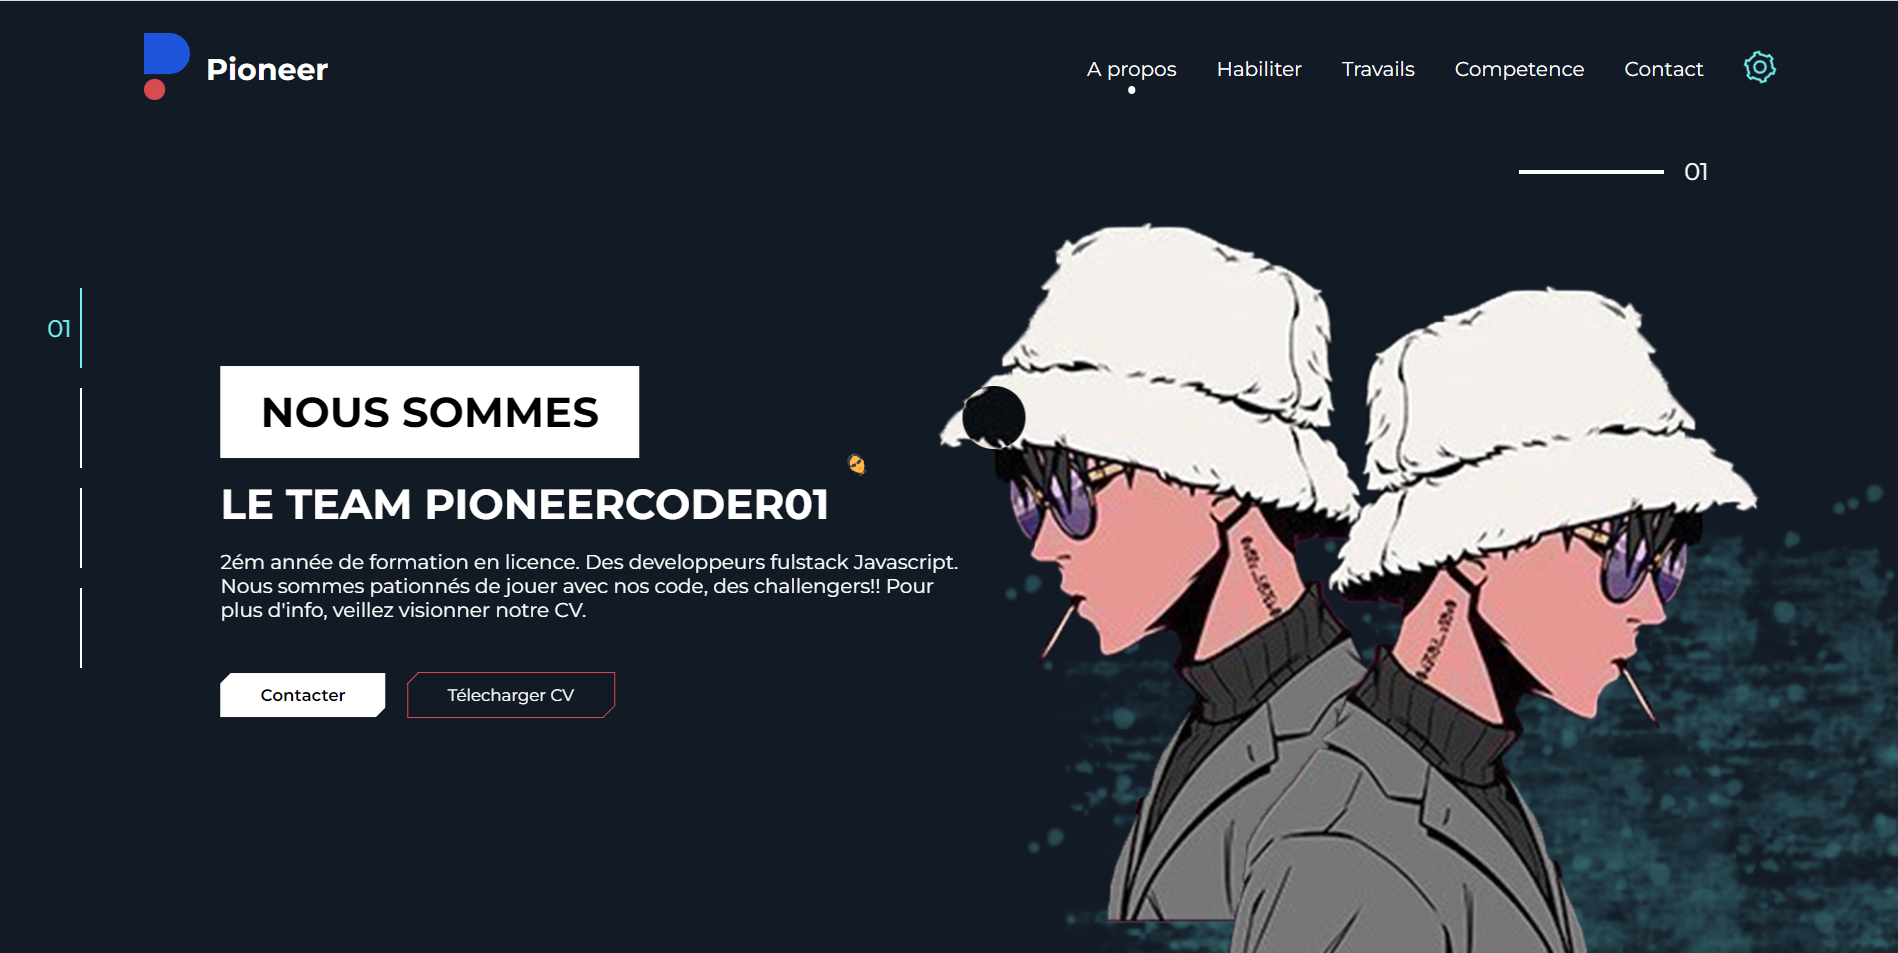 Pioneer
A propos
Habiliter
Travails
Competence
Contact
01
01
NOUS SOMMES
LE TEAM PIONEERCODER01
2ém année de formation en licence. Des developpeurs fulstack Javascript.
Nous sommes pationnés de jouer avec nos code, des challengers!! Pour
plus d'info, veillez visionner notre CV.
Contacter
Télecharger CV